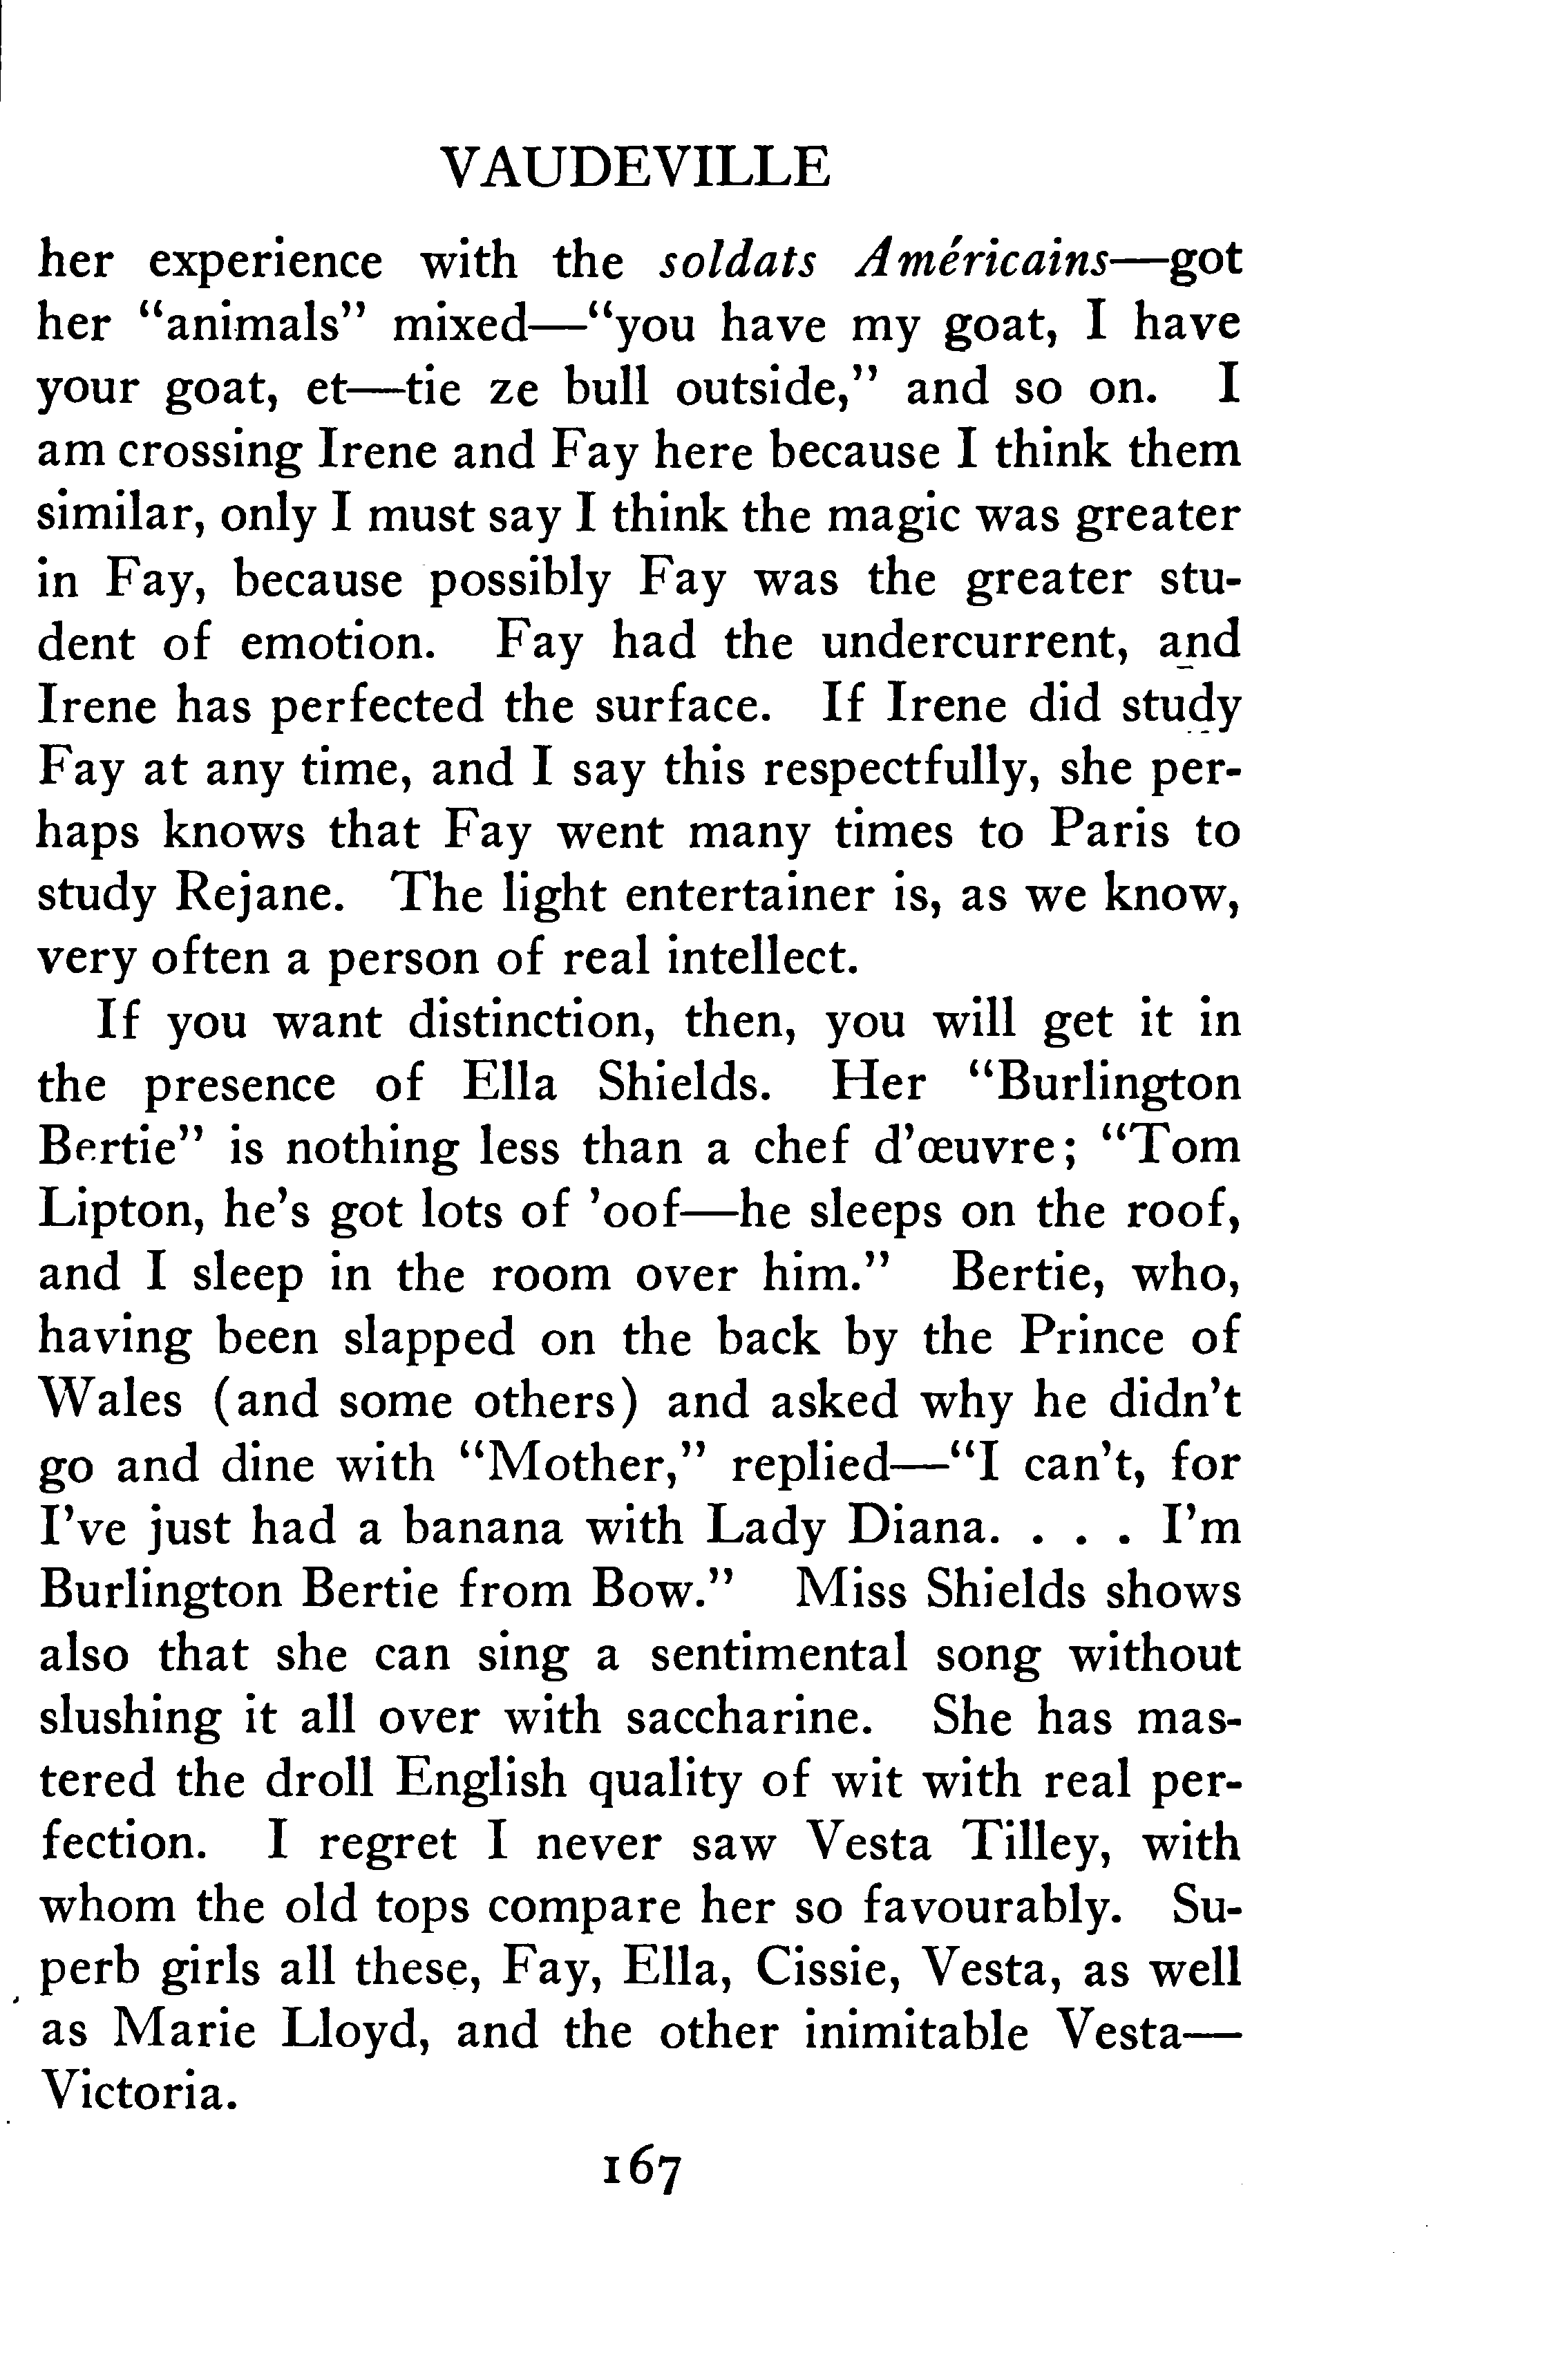 VAUDEVILLE
her experience with the soldats Américains—got
her “animals” mixed—“you have my goat, I have
your goat, et—tie ze bull outside,” and so on. I
am crossing Irene and Fay here because I think them
similar, only I must say I think the magic was greater
in Fay, because possibly Fay was the greater stu-
dent of emotion. Fay had the undercurrent, and
Irene has perfected the surface. If Irene did study
Fay at any time, and I say this respectfully, she per-
haps knows that Fay went many times to Paris to
study Rejane. The light entertainer is, as we know,
very often a person of real intellect.
If you want distinction, then, you will get it in
the presence of Ella Shields. Her “Burlington
Bertie” is nothing less than a chef d’œuvre; “Tom
Lipton, he’s got lots of ’oof—he sleeps on the roof,
and I sleep in the room over him.” Bertie, who,
having been slapped on the back by the Prince of
Wales (and some others) and asked why he didn’t
go and dine with “Mother,” replied—“I can’t, for
I’ve just had a banana with Lady Diana. . . . I’m
Burlington Bertie from Bow.” Miss Shields shows
also that she can sing a sentimental song without
slushing it all over with saccharine. She has mas-
tered the droll English quality of wit with real per-
fection. I regret I never saw Vesta Tilley, with
whom the old tops compare her so favourably. Su-
perb girls all these, Fay, Ella, Cissie, Vesta, as well
as Marie Lloyd, and the other inimitable Vesta—
Victoria.
167